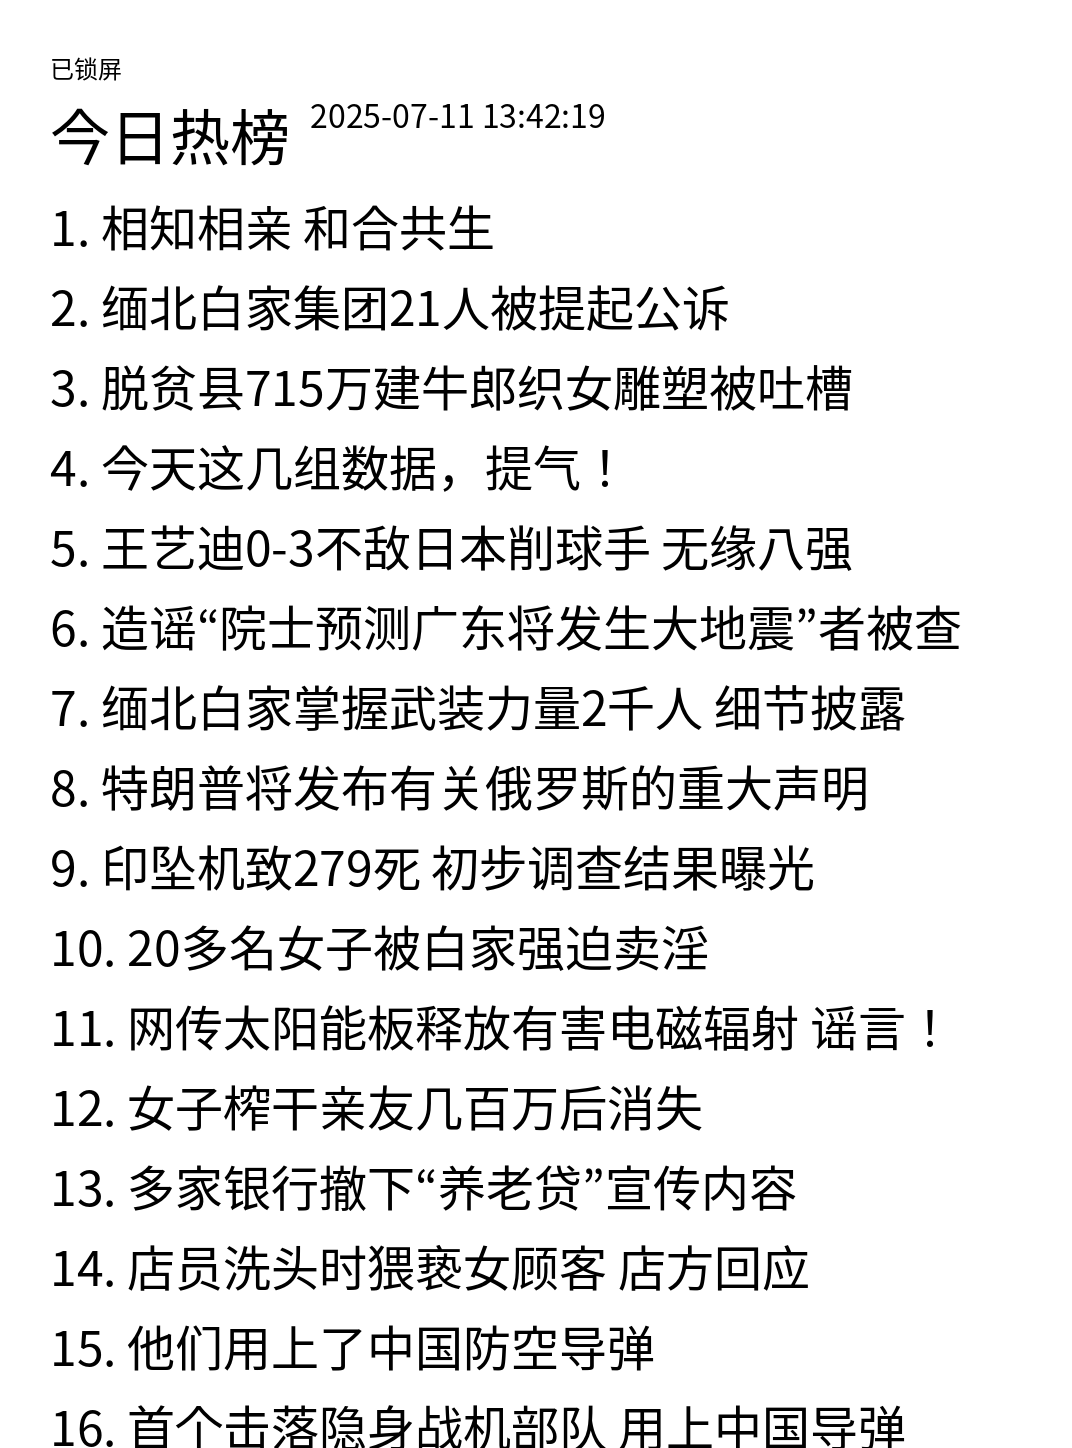 已锁屏
今日热榜 2025-07-11 13:42:19
1. 相知相亲 和合共生
2. 缅北白家集团21人被提起公诉
3. 脱贫县715万建牛郎织女雕塑被吐槽
4. 今天这几组数据，提气！
5. 王艺迪0-3不敌日本削球手 无缘八强
6. 造谣“院士预测广东将发生大地震”者被查
7. 缅北白家掌握武装力量2千人 细节披露
8. 特朗普将发布有关俄罗斯的重大声明
9. 印坠机致279死 初步调查结果曝光
10. 20多名女子被白家强迫卖淫
11. 网传太阳能板释放有害电磁辐射 谣言！
12. 女子榨干亲友几百万后消失
13. 多家银行撤下“养老贷”宣传内容
14. 店员洗头时猥亵女顾客 店方回应
15. 他们用上了中国防空导弹
16. 首个击落隐身战机部队 用上中国导弹